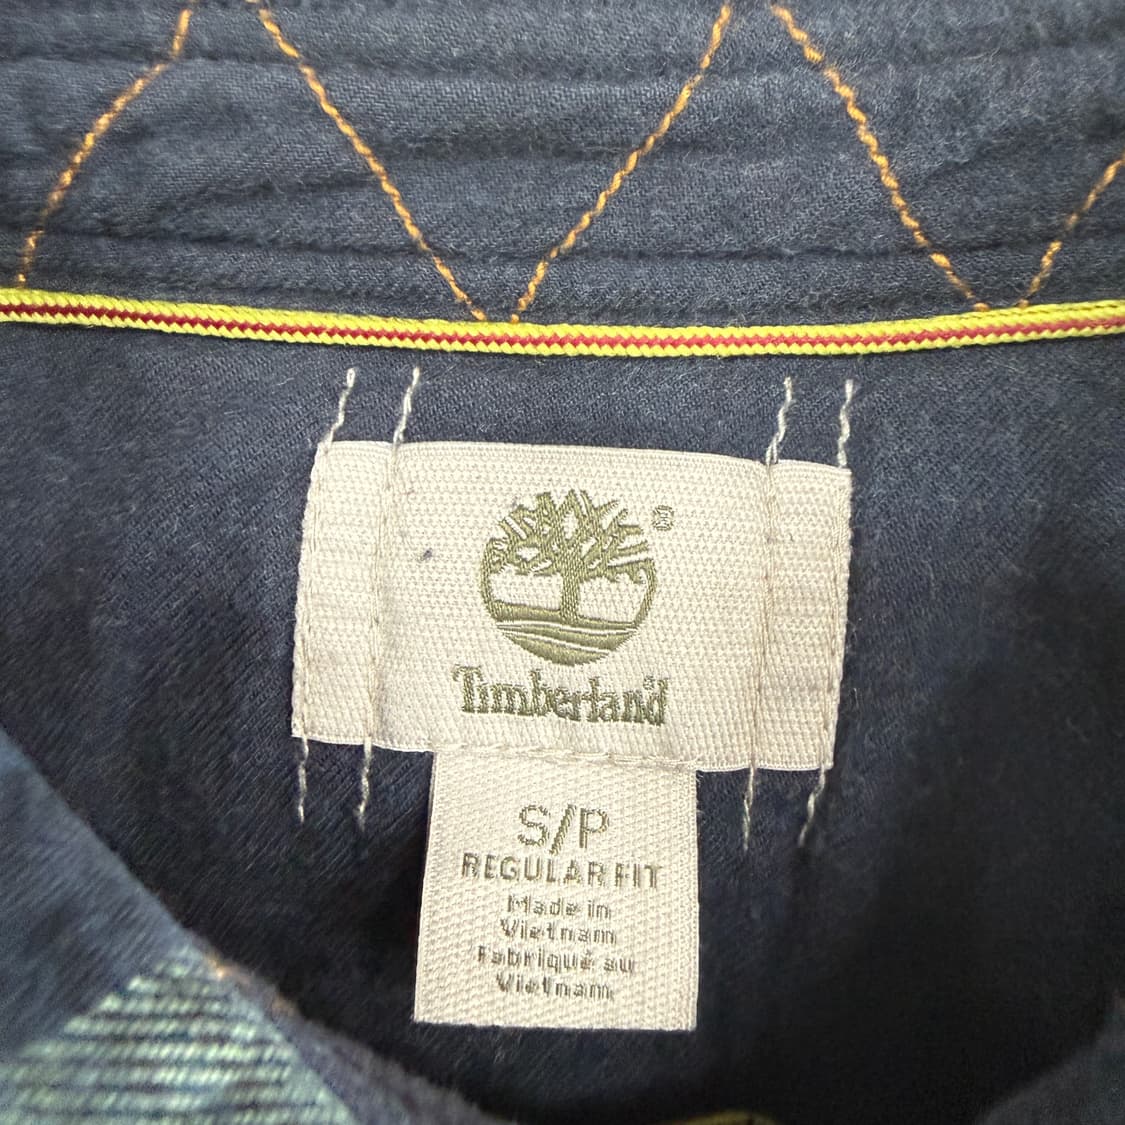 ®
Timberland
S/P
REGULAR FIT
Made in
Vietnam
Fabriqué au
Vietnam